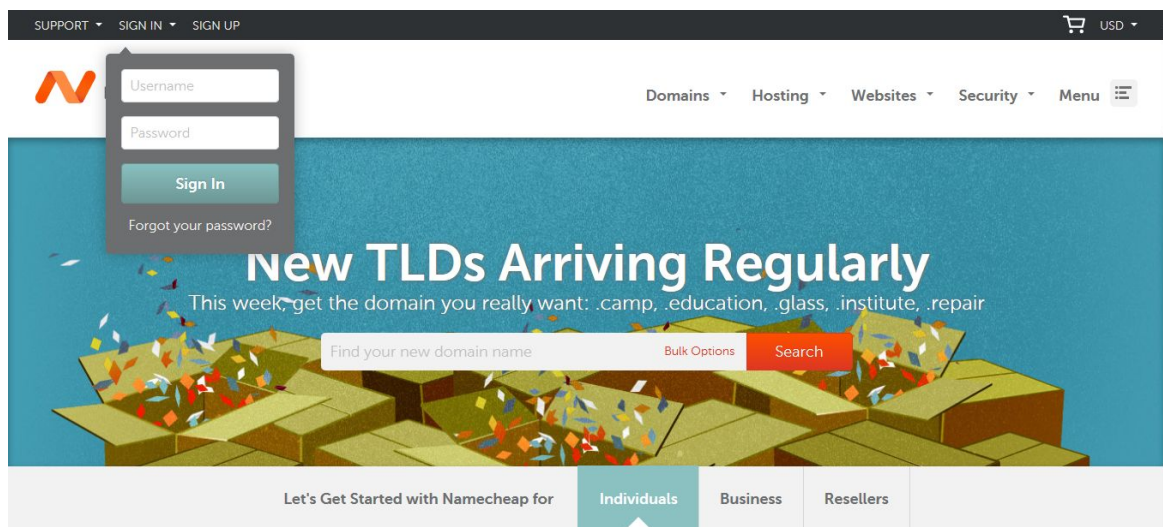 SUPPORT SIGN IN SIGN UP USD
Username
Password
Sign In
Forgot your password?
Domains Hosting Websites Security Menu
New TLDs Arriving Regularly
This week, get the domain you really want: .camp, .education, .glass, .institute, .repair
Find your new domain name Bulk Options Search
Let's Get Started with Namecheap for Individuals Business Resellers